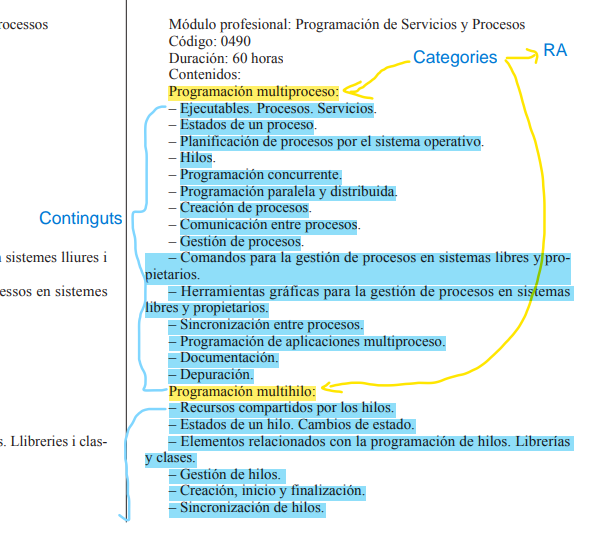 rocessos
sistemes lliures i
essos en sistemes
s. Llibreries i clas-
Módulo profesional: Programación de Servicios y Procesos
Código: 0490
Duración: 60 horas
Contenidos:
Programación multiproceso:
– Ejecutables. Procesos. Servicios.
– Estados de un proceso.
– Planificación de procesos por el sistema operativo.
– Hilos.
– Programación concurrente.
– Programación paralela y distribuida.
– Creación de procesos.
– Comunicación entre procesos.
– Gestión de procesos.
– Comandos para la gestión de procesos en sistemas libres y pro-
pietarios.
– Herramientas gráficas para la gestión de procesos en sistemas
libres y propietarios.
– Sincronización entre procesos.
– Programación de aplicaciones multiproceso.
– Documentación.
– Depuración.
Programación multihilo:
– Recursos compartidos por los hilos.
– Estados de un hilo. Cambios de estado.
– Elementos relacionados con la programación de hilos. Librerías
y clases.
– Gestión de hilos.
– Creación, inicio y finalización.
– Sincronización de hilos.
Categories
RA
Continguts